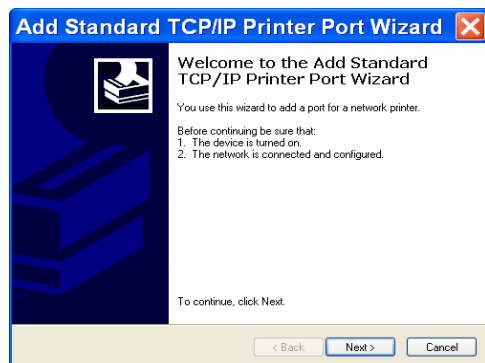 Add Standard TCP/IP Printer Port Wizard
Welcome to the Add Standard
TCP/IP Printer Port Wizard
You use this wizard to add a port for a network printer.
Before continuing be sure that:
1. The device is turned on.
2. The network is connected and configured.
To continue, click Next.
< Back Next > Cancel